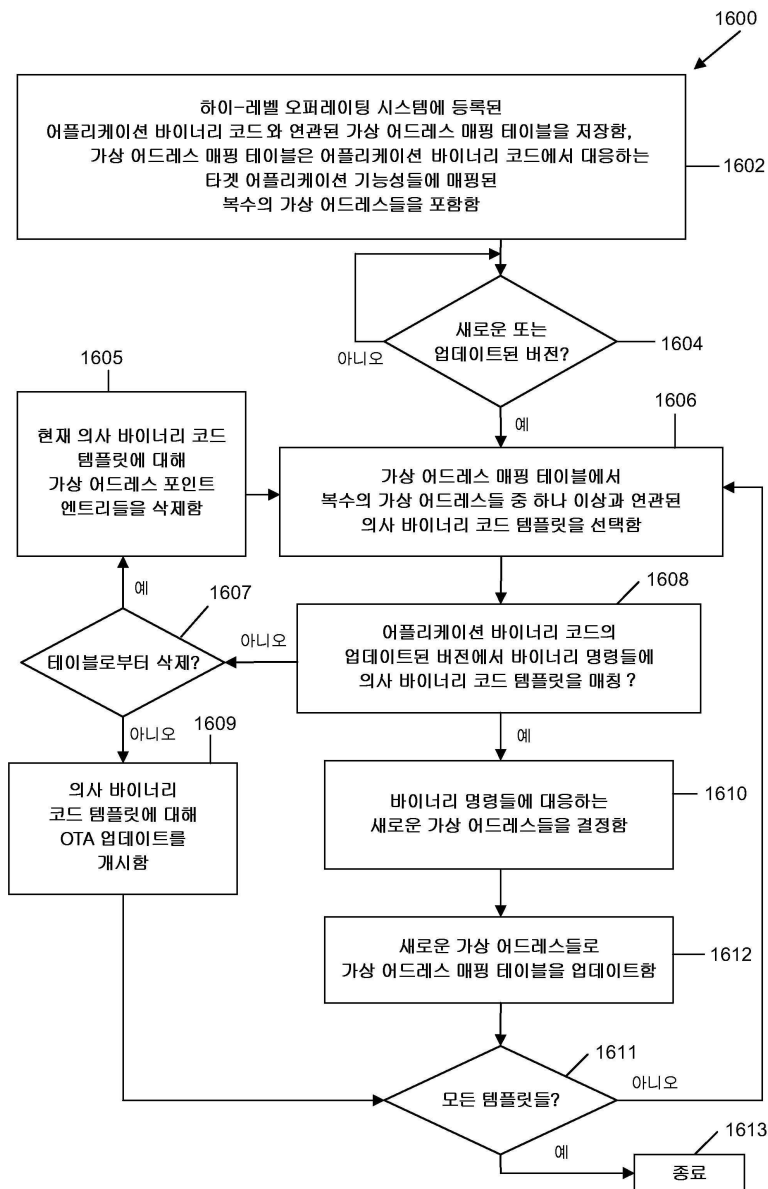 1600
하이-레벨 오퍼레이팅 시스템에 등록된
어플리케이션 바이너리 코드와 연관된 가상 어드레스 매핑 테이블을 저장함,
가상 어드레스 매핑 테이블은 어플리케이션 바이너리 코드에서 대응하는
타겟 어플리케이션 기능성들에 매핑된
복수의 가상 어드레스들을 포함함
1602
새로운 또는
업데이트된 버전?
1604
아니오
예
1605
현재 의사 바이너리 코드
템플릿에 대해
가상 어드레스 포인트
엔트리들을 삭제함
1606
가상 어드레스 매핑 테이블에서
복수의 가상 어드레스들 중 하나 이상과 연관된
의사 바이너리 코드 템플릿을 선택함
예
1607
테이블로부터 삭제?
아니오
1608
어플리케이션 바이너리 코드의
업데이트된 버전에서 바이너리 명령들에
의사 바이너리 코드 템플릿을 매칭?
아니오
예
1609
의사 바이너리
코드 템플릿에 대해
OTA 업데이트를
개시함
바이너리 명령들에 대응하는
새로운 가상 어드레스들을 결정함
1610
새로운 가상 어드레스들로
가상 어드레스 매핑 테이블을 업데이트함
1612
1611
모든 템플릿들?
아니오
예
1613
종료